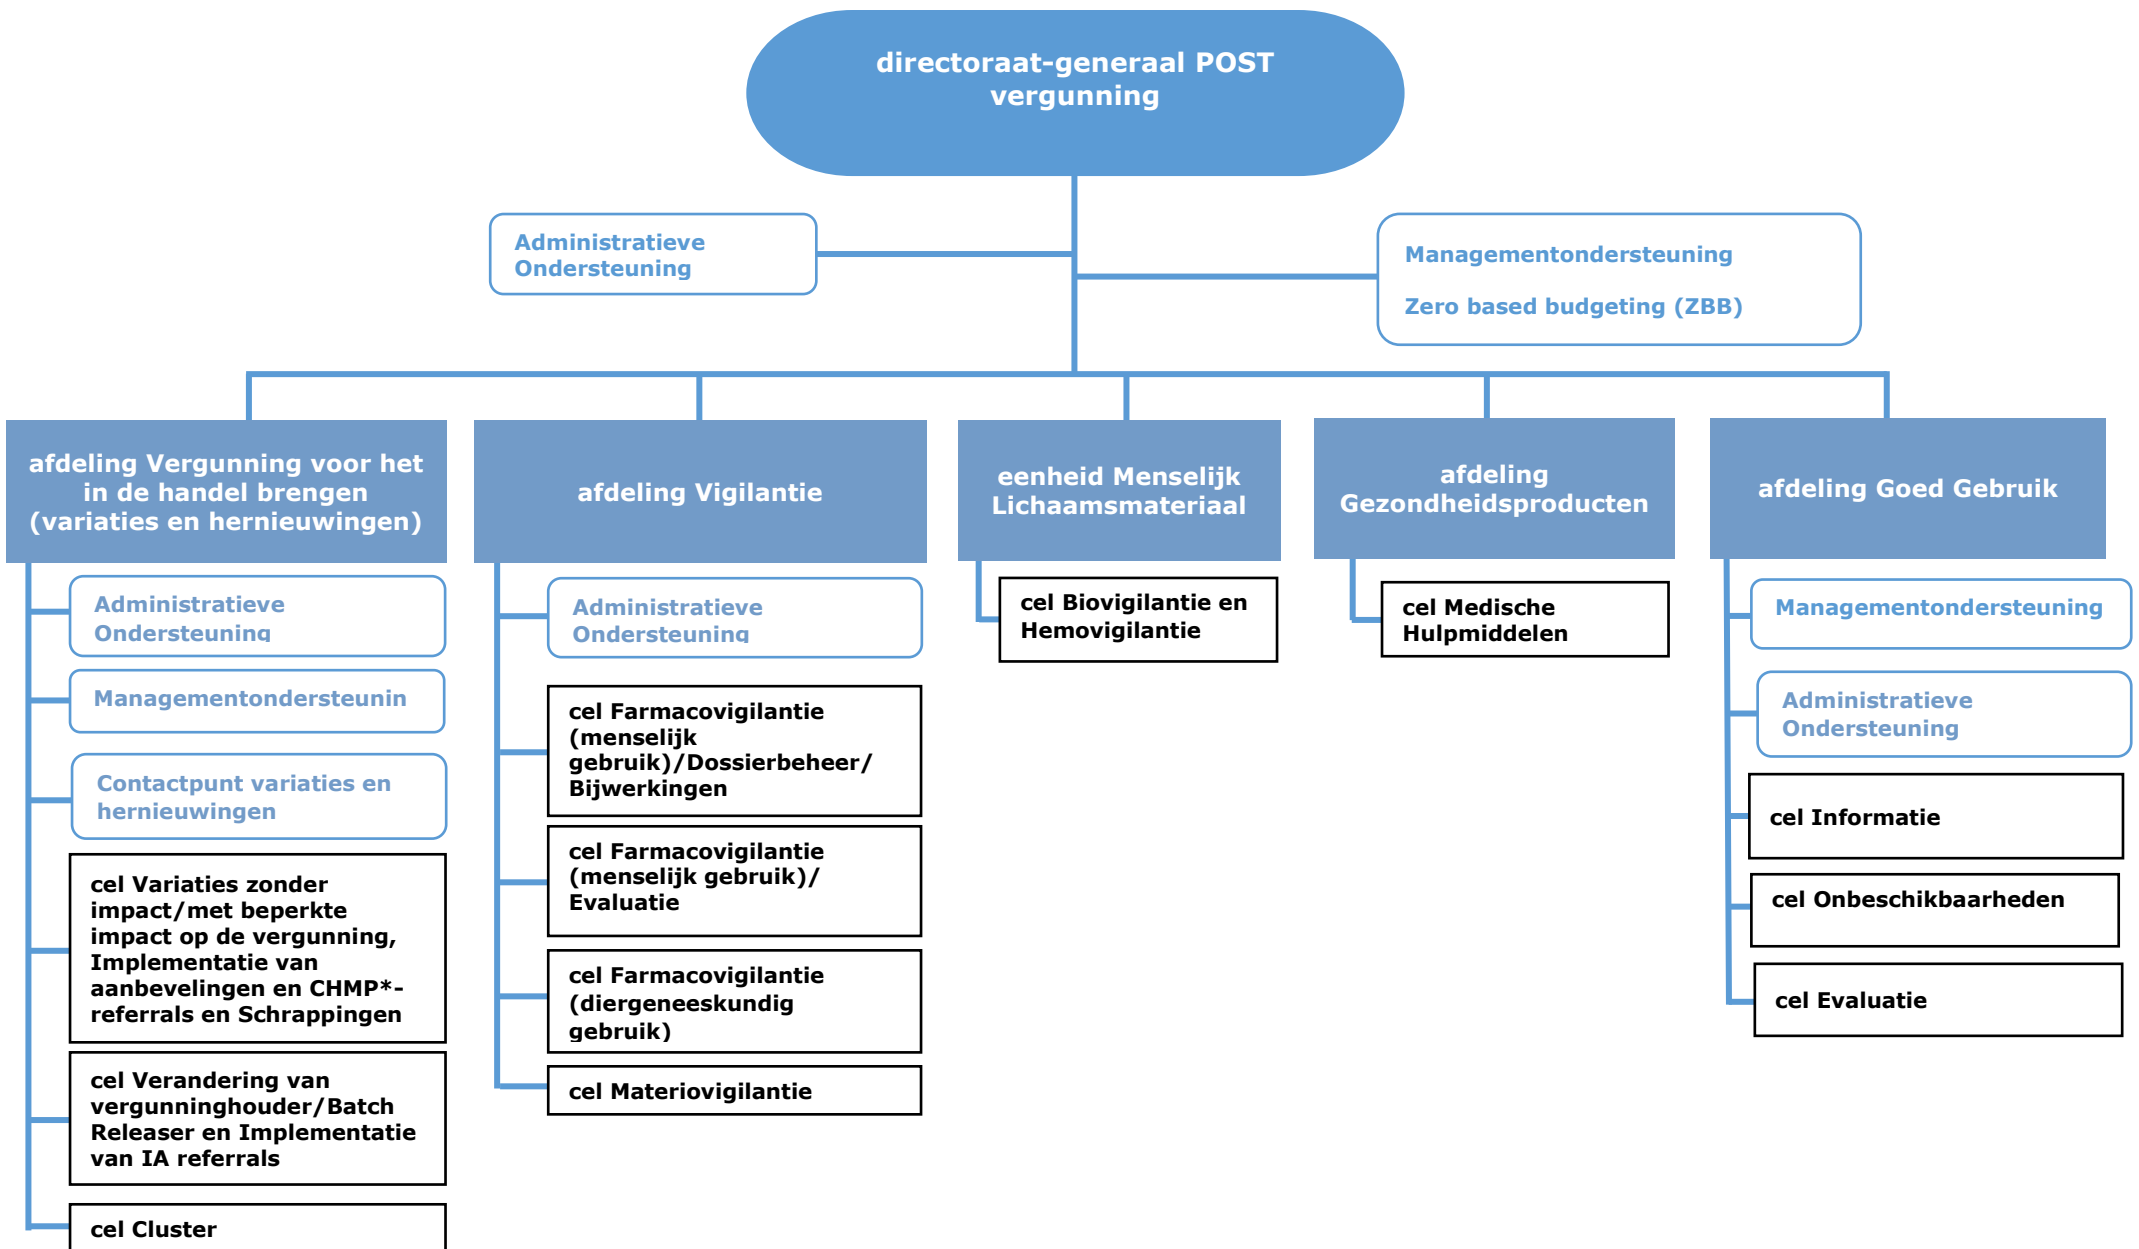 directoraat-generaal POST
vergunning
Administratieve
Ondersteuning
Managementondersteuning
Zero based budgeting (ZBB)
afdeling Vergunning voor het
in de handel brengen
(variaties en hernieuwingen)
Administratieve
Ondersteuning
Managementondersteunin
Contactpunt variaties en
hernieuwingen
cel Variaties zonder
impact/met beperkte
impact op de vergunning,
Implementatie van
aanbevelingen en CHMP*-
referrals en Schrappingen
cel Verandering van
vergunninghouder/Batch
Releaser en Implementatie
van IA referrals
cel Cluster
afdeling Vigilantie
Administratieve
Ondersteuning
cel Farmacovigilantie
(menselijk
gebruik)/Dossierbeheer/
Bijwerkingen
cel Farmacovigilantie
(menselijk gebruik)/
Evaluatie
cel Farmacovigilantie
(diergeneeskundig
gebruik)
cel Materiovigilantie
eenheid Menselijk
Lichaamsmateriaal
cel Biovigilantie en
Hemovigilantie
afdeling
Gezondheidsproducten
cel Medische
Hulpmiddelen
afdeling Goed Gebruik
Managementondersteuning
Administratieve
Ondersteuning
cel Informatie
cel Onbeschikbaarheden
cel Evaluatie